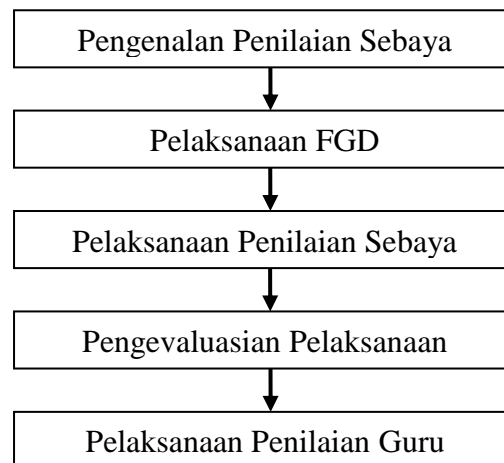 Pengenalan Penilaian Sebaya
Pelaksanaan FGD
Pelaksanaan Penilaian Sebaya
Pengevaluasian Pelaksanaan
Pelaksanaan Penilaian Guru